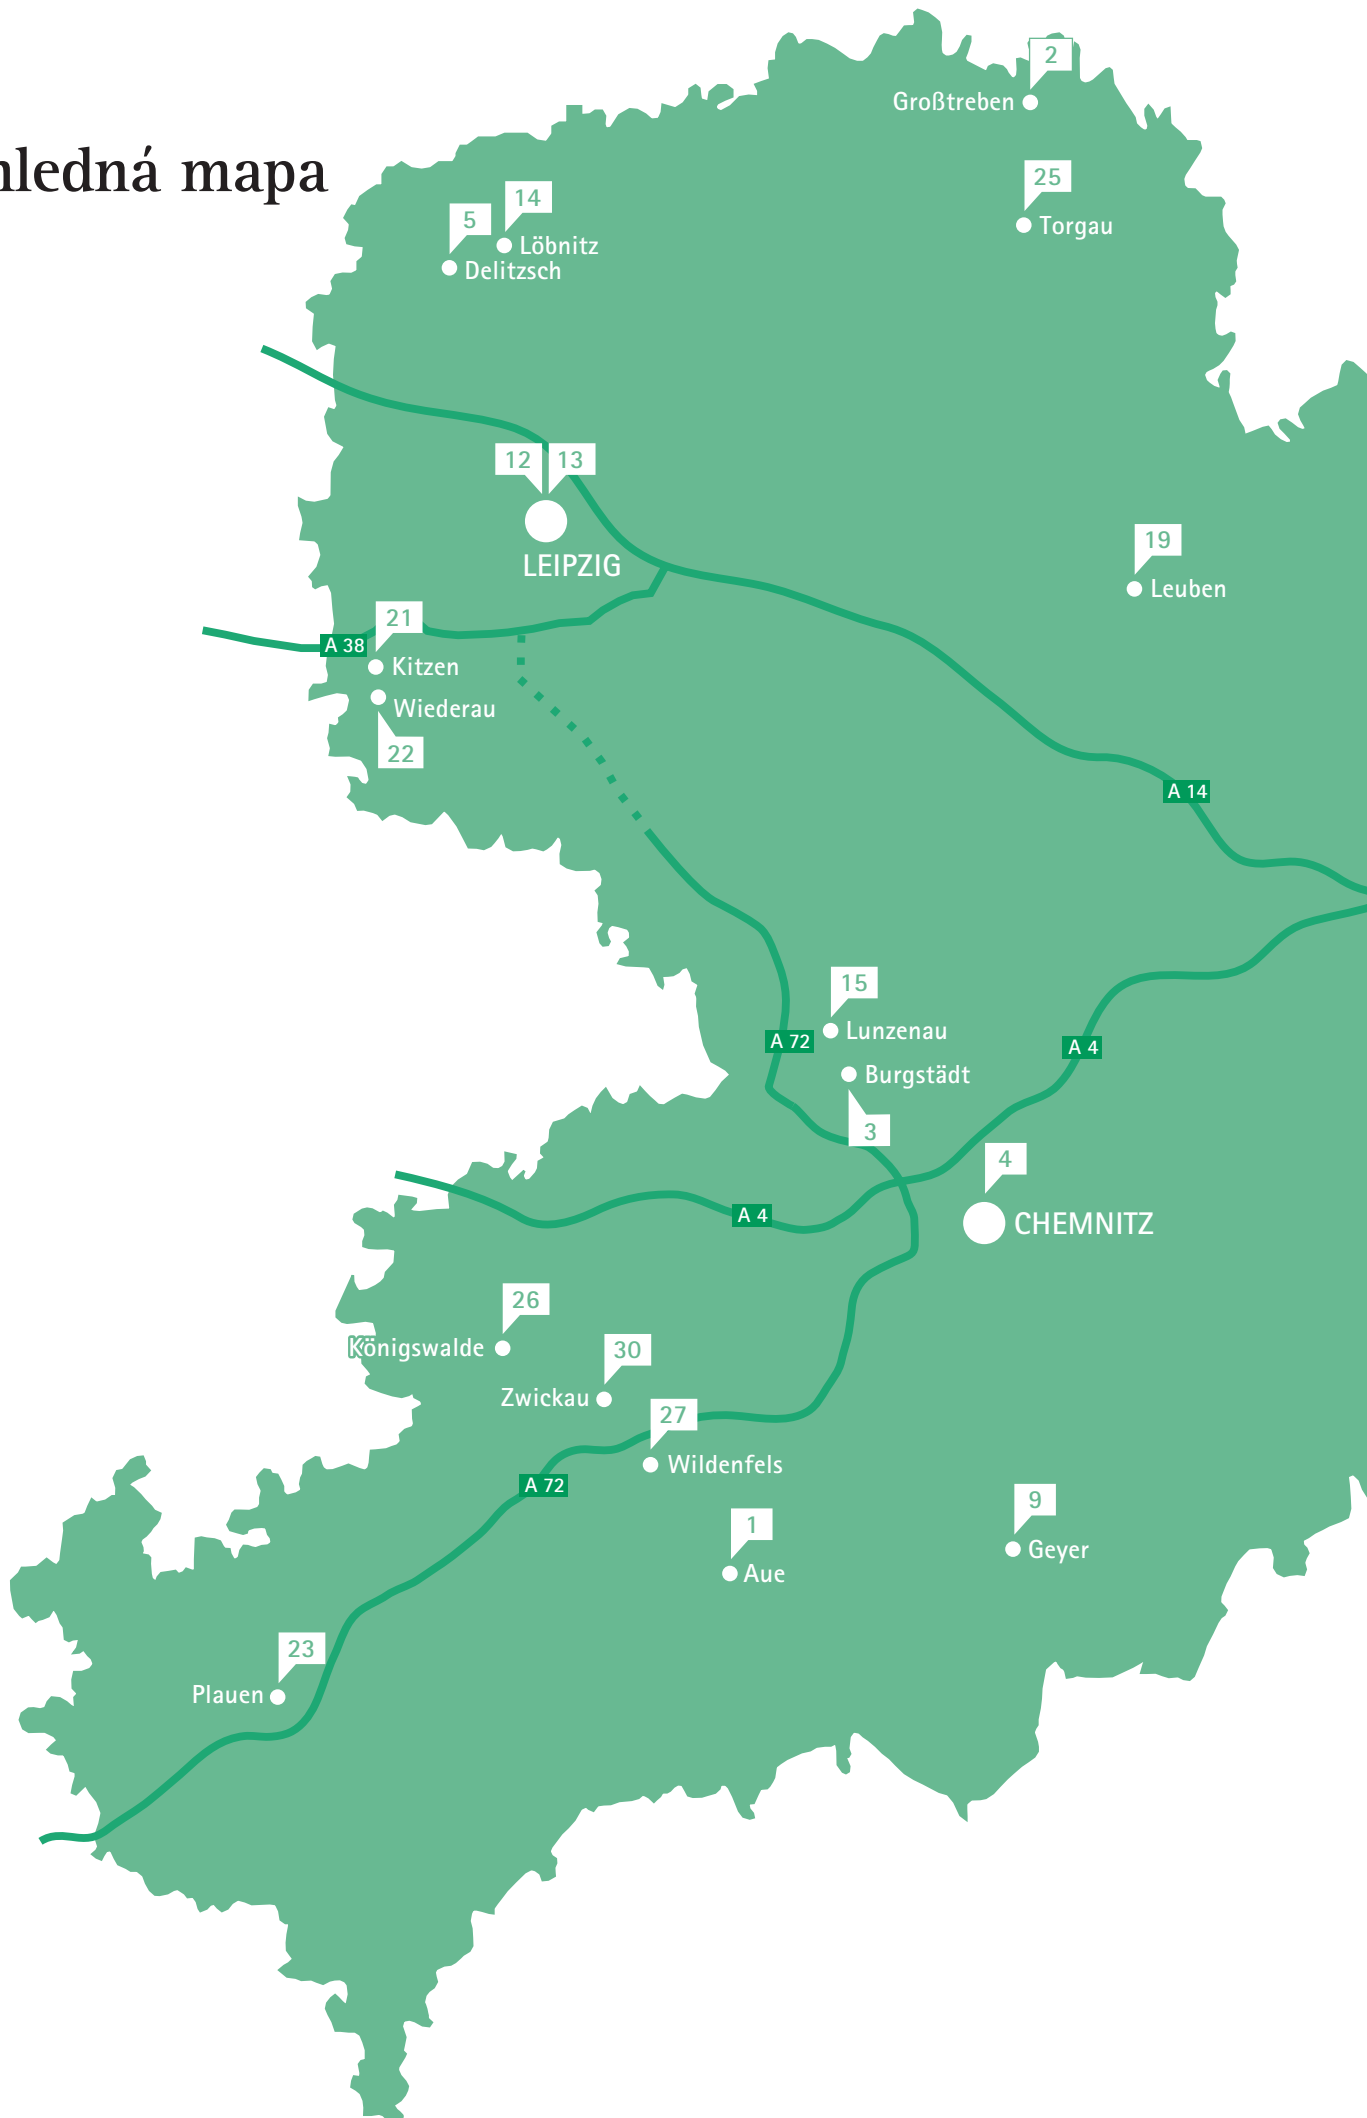 2
Großtreben
hledná mapa
25
Torgau
14
5
Löbnitz
Delitzsch
12
13
LEIPZIG
19
Leuben
21
A 38
Kitzen
Wiederau
22
A 14
15
Lunzenau
A 72
A 4
Burgstädt
3
4
A 4
CHEMNITZ
26
Königswalde
30
Zwickau
27
Wildenfels
A 72
9
Geyer
1
Aue
23
Plauen